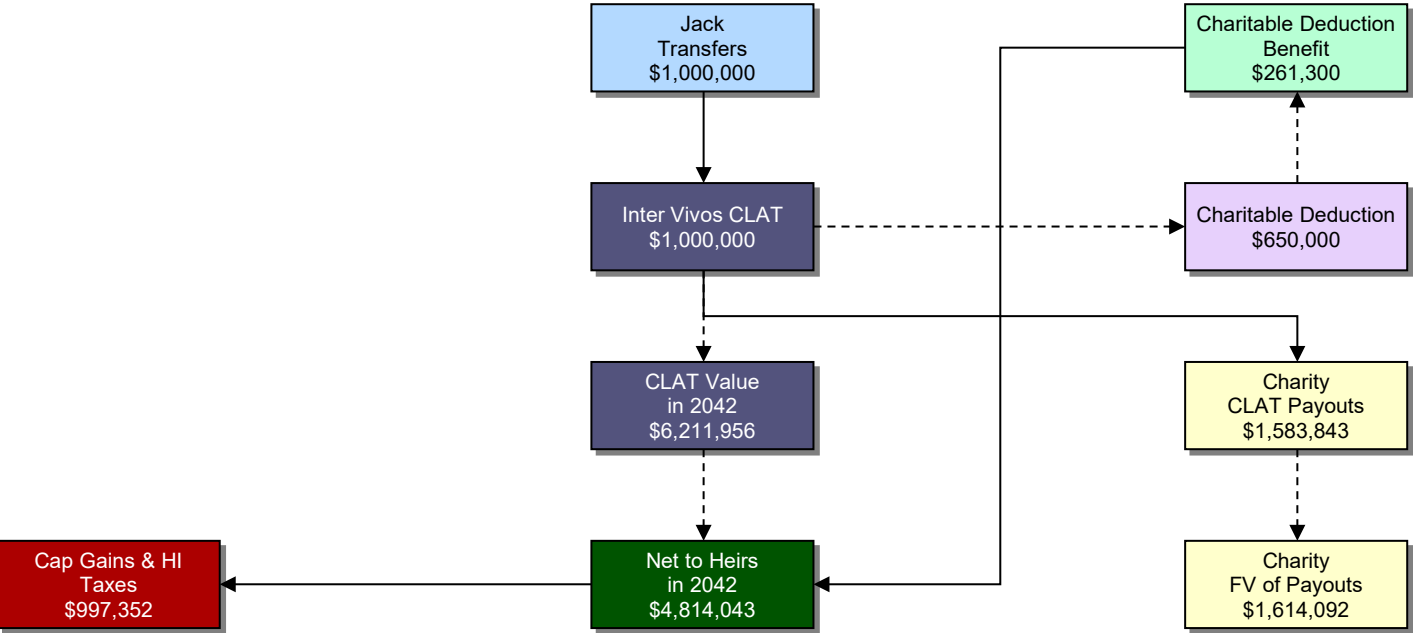 Jack
Transfers
$1,000,000
Charitable Deduction
Benefit
$261,300
Inter Vivos CLAT
$1,000,000
Charitable Deduction
$650,000
CLAT Value
in 2042
$6,211,956
Charity
CLAT Payouts
$1,583,843
Cap Gains & HI
Taxes
$997,352
Net to Heirs
in 2042
$4,814,043
Charity
FV of Payouts
$1,614,092